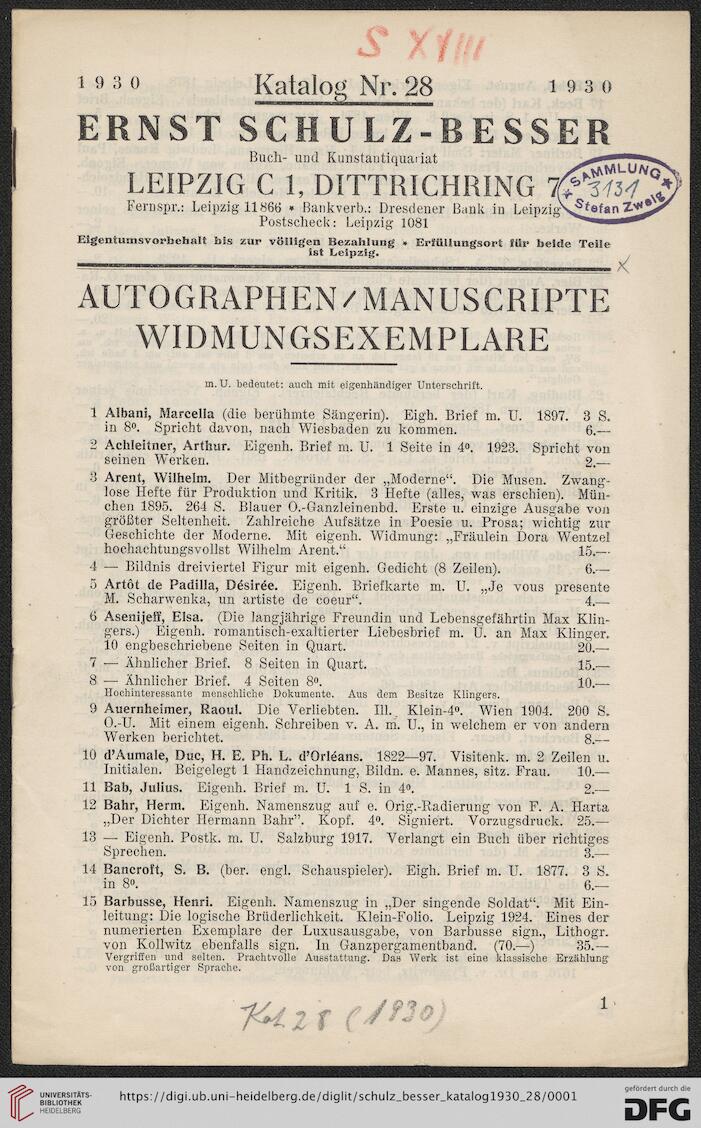 S XVIII
1930 Katalog Nr. 28 1930
ERNST SCHULZ-BESSER
Buch- und Kunstantiquariat
LEIPZIG C 1, DITTRICHRING 7
SAMMLUNG
3131
Stefan Zweig
Fernspr.: Leipzig 11866 * Bankverb.: Dresdener Bank in Leipzig
Postscheck: Leipzig 1081
Eigentumsvorbehalt bis zur völligen Bezahlung * Erfüllungsort für beide Teile
ist Leipzig.
AUTOGRAPHEN/MANUSCRIPTE
WIDMUNGSEXEMPLARE
m. U. bedeutet: auch mit eigenhändiger Unterschrift.
1 Albani, Marcella (die berühmte Sängerin). Eigh. Brief m. U. 1897. 3 S.
in 8⁰. Spricht davon, nach Wiesbaden zu kommen. 6.—
2 Achleitner, Arthur. Eigenh. Brief m. U. 1 Seite in 4⁰. 1923. Spricht von
seinen Werken. 2.—
3 Arent, Wilhelm. Der Mitbegründer der „Moderne“. Die Musen. Zwang-
lose Hefte für Produktion und Kritik. 3 Hefte (alles, was erschien). Mün-
chen 1895. 264 S. Blauer O.-Ganzleinenbd. Erste u. einzige Ausgabe von
größter Seltenheit. Zahlreiche Aufsätze in Poesie u. Prosa; wichtig zur
Geschichte der Moderne. Mit eigenh. Widmung: „Fräulein Dora Wentzel
hochachtungsvollst Wilhelm Arent.“ 15.—
4 — Bildnis dreiviertel Figur mit eigenh. Gedicht (8 Zeilen). 6.—
5 Artôt de Padilla, Désirée. Eigenh. Briefkarte m. U. „Je vous presente
M. Scharwenka, un artiste de coeur“. 4.—
6 Asenijeff, Elsa. (Die langjährige Freundin und Lebensgefährtin Max Klin-
gers.) Eigenh. romantisch-exaltierter Liebesbrief m. U. an Max Klinger.
10 engbeschriebene Seiten in Quart. 20.—
7 — Ähnlicher Brief. 8 Seiten in Quart. 15.—
8 — Ähnlicher Brief. 4 Seiten 8⁰. 10.—
Hochinteressante menschliche Dokumente. Aus dem Besitze Klingers.
9 Auernheimer, Raoul. Die Verliebten. Ill. Klein-4⁰. Wien 1904. 200 S.
O.-U. Mit einem eigenh. Schreiben v. A. m. U., in welchem er von andern
Werken berichtet. 8.—
10 d'Aumale, Duc, H. E. Ph. L. d'Orléans. 1822—97. Visitenk. m. 2 Zeilen u.
Initialen. Beigelegt 1 Handzeichnung, Bildn. e. Mannes, sitz. Frau. 10.—
11 Bab, Julius. Eigenh. Brief m. U. 1 S. in 4⁰. 2.—
12 Bahr, Herm. Eigenh. Namenszug auf e. Orig.-Radierung von F. A. Harta
„Der Dichter Hermann Bahr”. Kopf. 4⁰. Signiert. Vorzugsdruck. 25.—
13 — Eigenh. Postk. m. U. Salzburg 1917. Verlangt ein Buch über richtiges
Sprechen. 3.—
14 Bancroft, S. B. (ber. engl. Schauspieler). Eigh. Brief m. U. 1877. 3 S.
in 8⁰. 6.—
15 Barbusse, Henri. Eigenh. Namenszug in „Der singende Soldat“. Mit Ein-
leitung: Die logische Brüderlichkeit. Klein-Folio. Leipzig 1924. Eines der
numerierten Exemplare der Luxusausgabe, von Barbusse sign., Lithogr.
von Kollwitz ebenfalls sign. In Ganzpergamentband. (70.—) 35.—
Vergriffen und selten. Prachtvolle Ausstattung. Das Werk ist eine klassische Erzählung
von großartiger Sprache.
1
Kat 28 (1930)
UNIVERSITÄTS-
BIBLIOTHEK
HEIDELBERG
https://digi.ub.uni-heidelberg.de/diglit/schulz_besser_katalog1930_28/0001
gefördert durch die
DFG